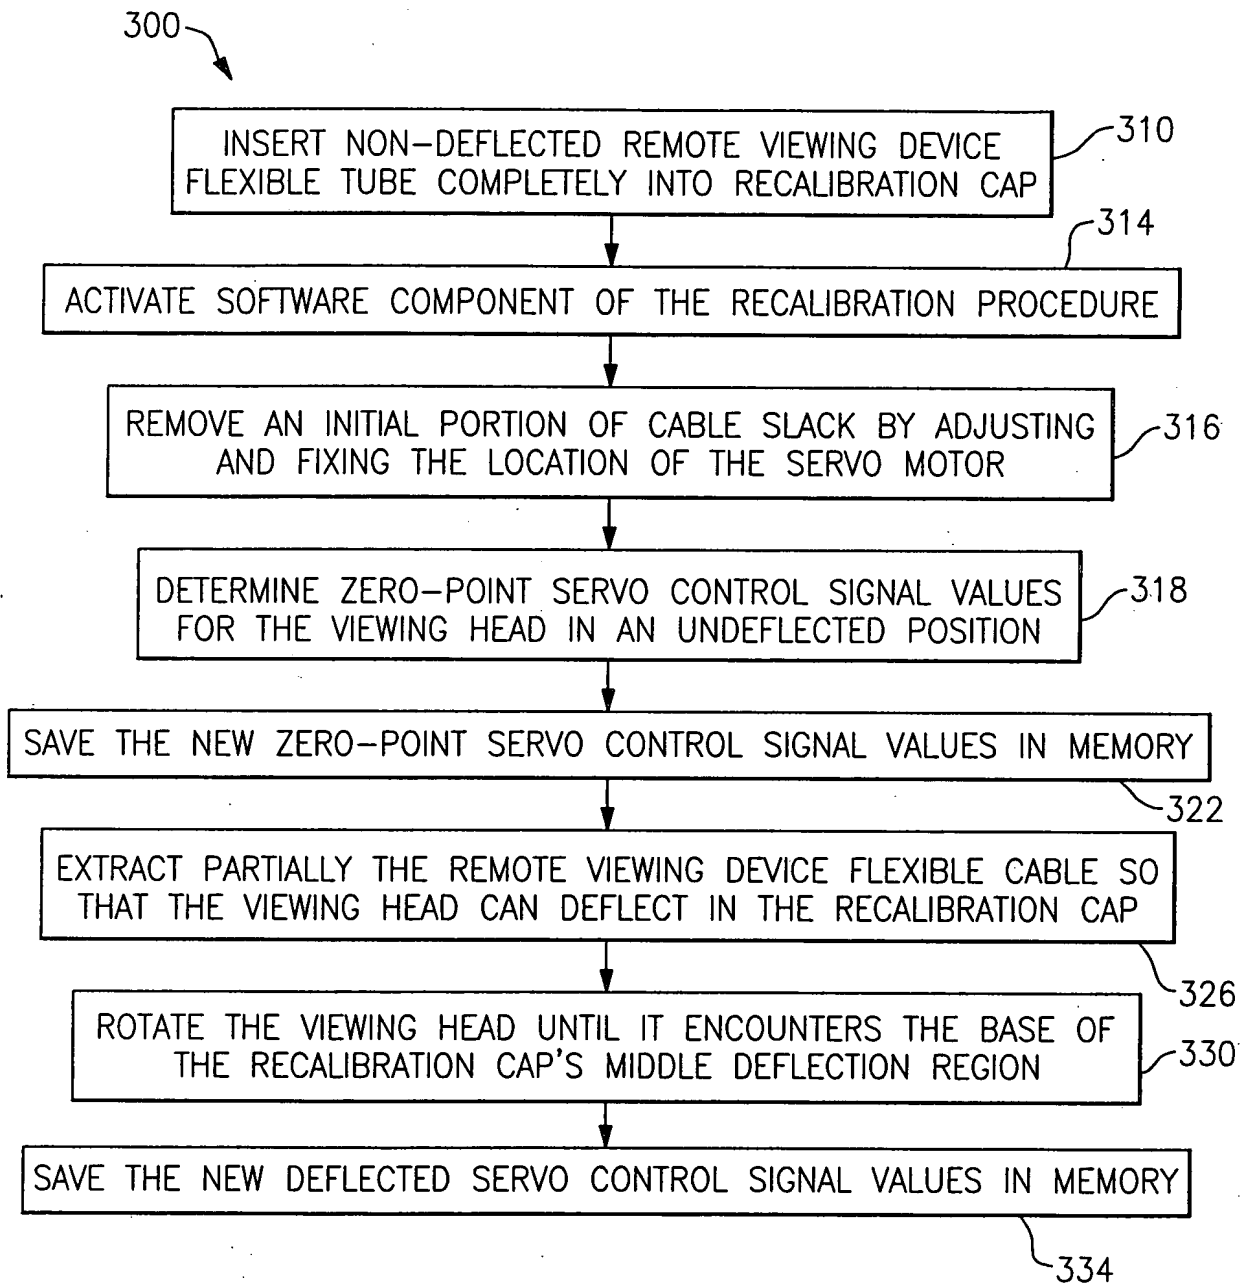 300
INSERT NON-DEFLECTED REMOTE VIEWING DEVICE
FLEXIBLE TUBE COMPLETELY INTO RECALIBRATION CAP
310
314
ACTIVATE SOFTWARE COMPONENT OF THE RECALIBRATION PROCEDURE
REMOVE AN INITIAL PORTION OF CABLE SLACK BY ADJUSTING
AND FIXING THE LOCATION OF THE SERVO MOTOR
316
DETERMINE ZERO-POINT SERVO CONTROL SIGNAL VALUES
FOR THE VIEWING HEAD IN AN UNDEFLECTED POSITION
318
SAVE THE NEW ZERO-POINT SERVO CONTROL SIGNAL VALUES IN MEMORY
322
EXTRACT PARTIALLY THE REMOTE VIEWING DEVICE FLEXIBLE CABLE SO
THAT THE VIEWING HEAD CAN DEFLECT IN THE RECALIBRATION CAP
326
ROTATE THE VIEWING HEAD UNTIL IT ENCOUNTERS THE BASE OF
THE RECALIBRATION CAP'S MIDDLE DEFLECTION REGION
330
SAVE THE NEW DEFLECTED SERVO CONTROL SIGNAL VALUES IN MEMORY
334